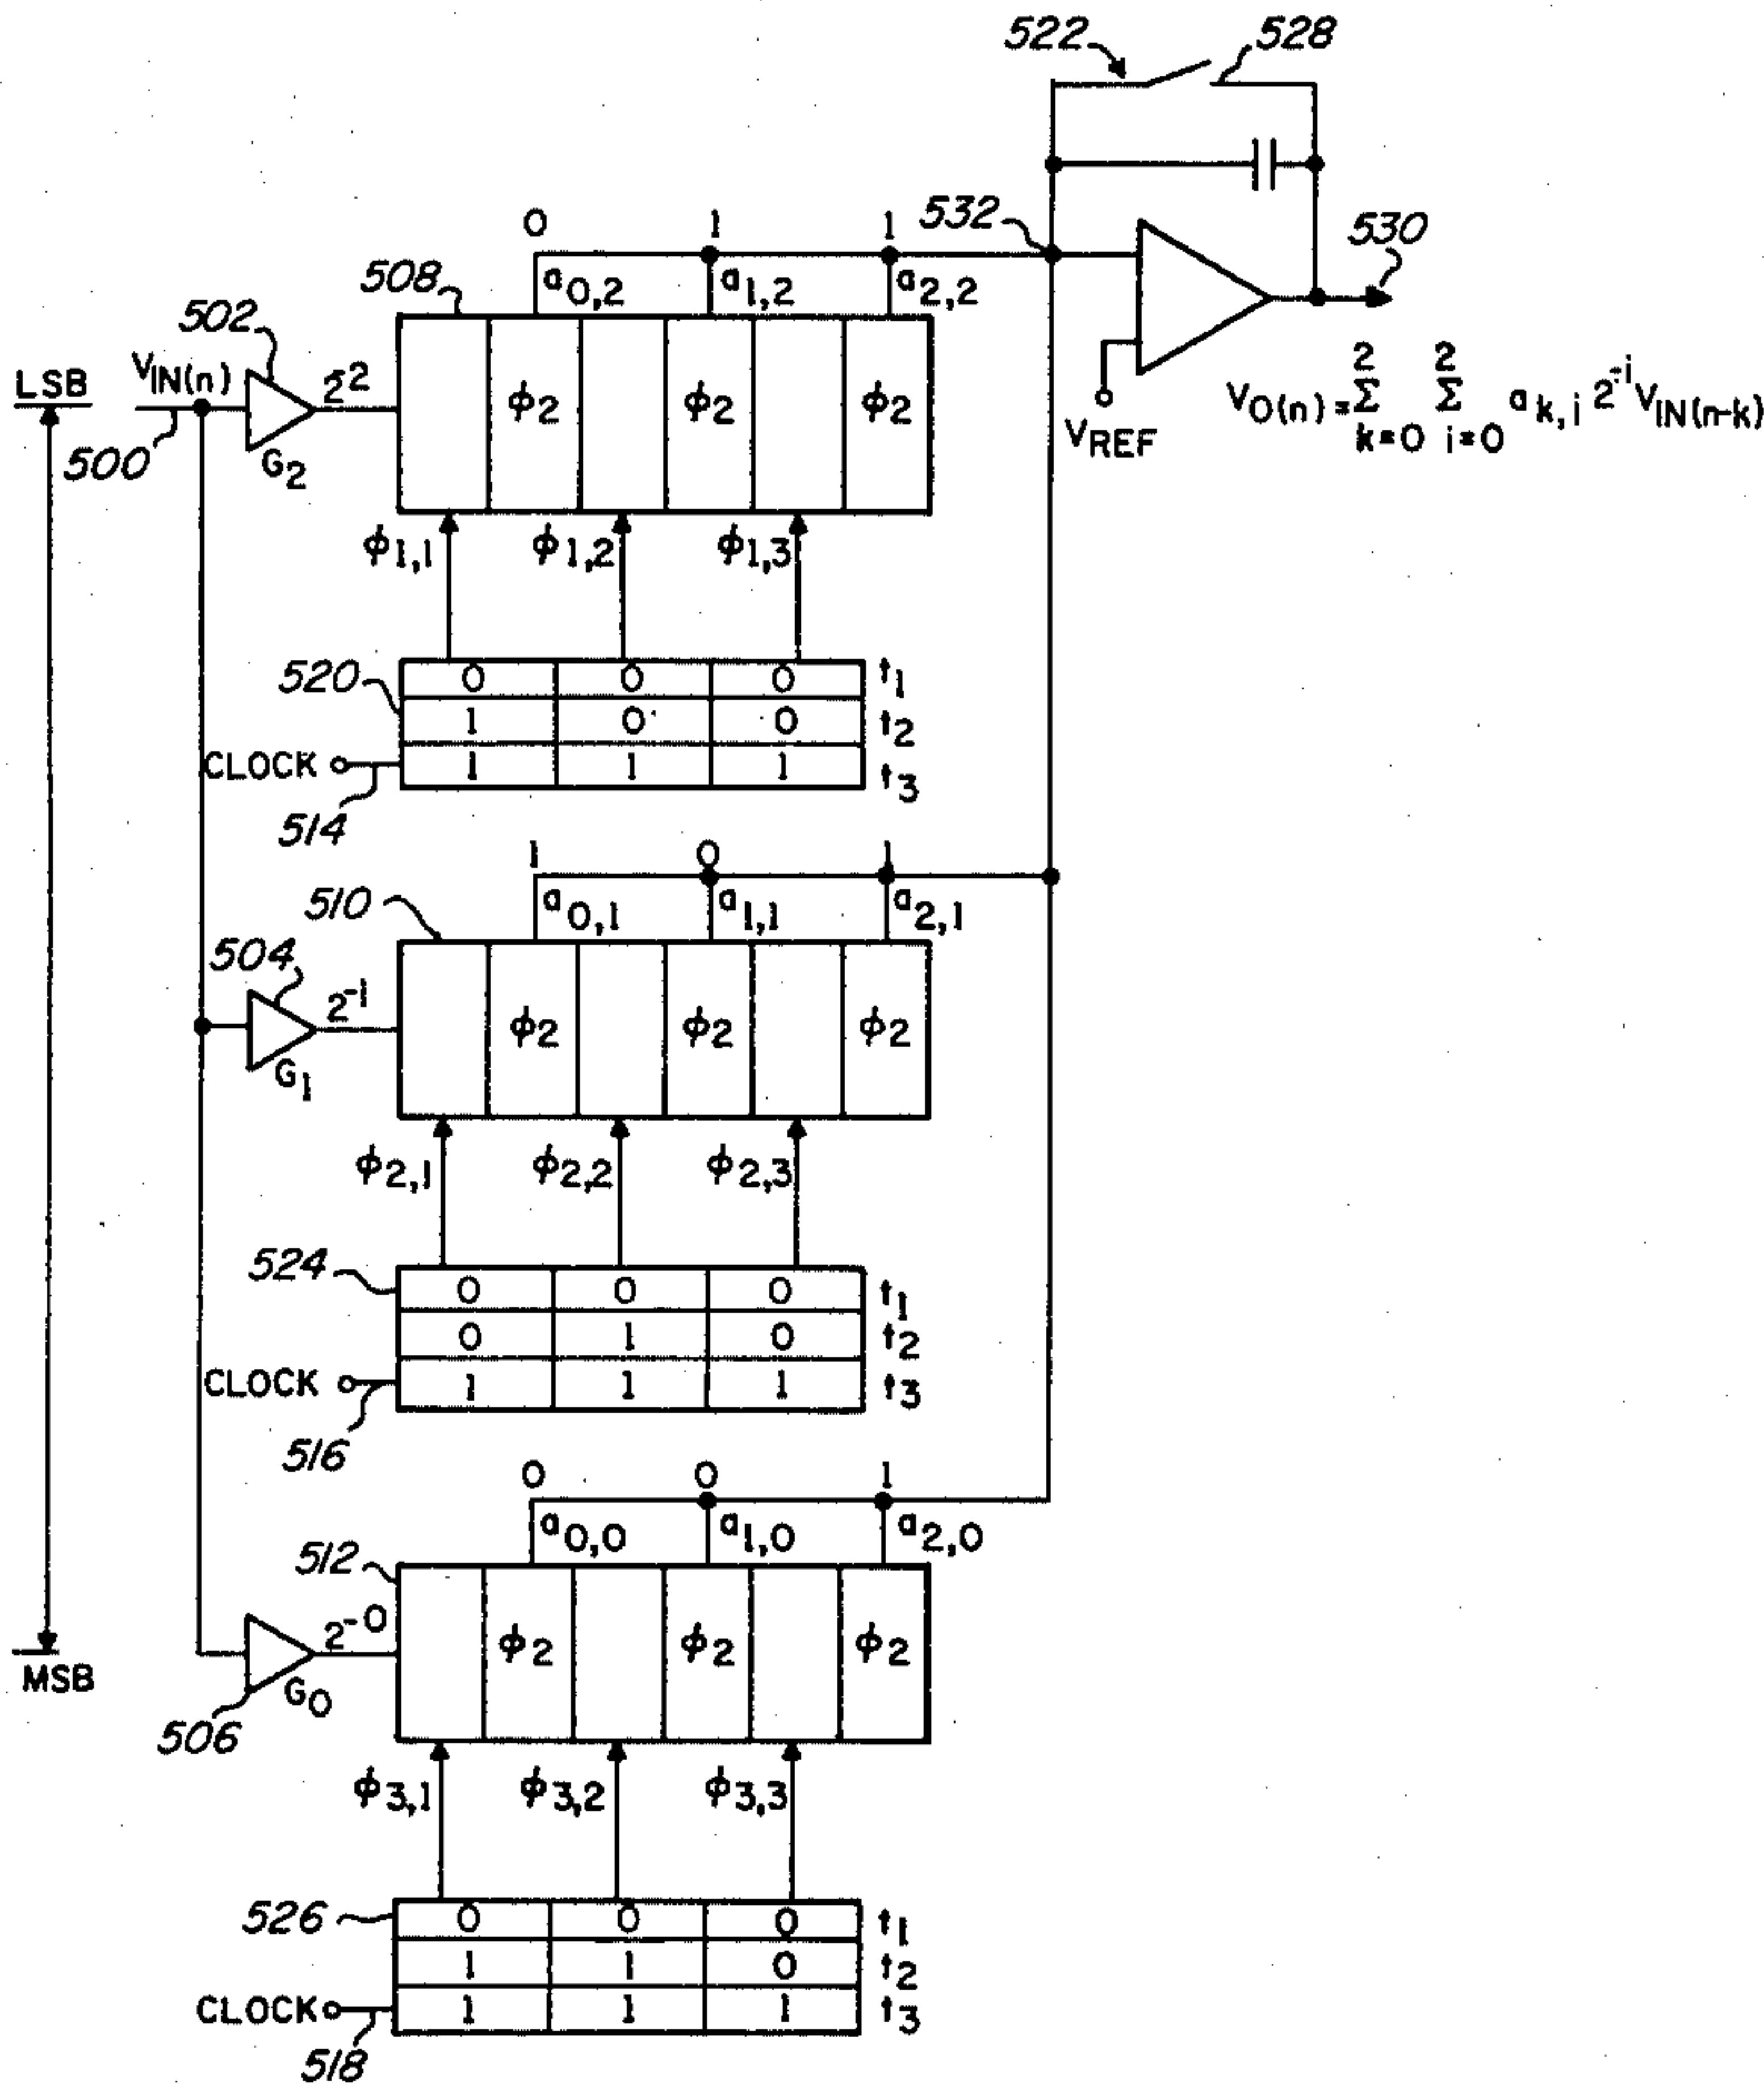 522
528
0 1 1
532
530
508
a0,2 a1,2 a2,2
502
LSB
VIN(n)
2^-2
φ2 φ2 φ2
G2
500
VREF
VO(n) = Σ k=0 2 Σ i=0 2 ak,i 2^-i VIN(n-k)
φ1,1 φ1,2 φ1,3
520
0 0 0 t1
1 0 0 t2
CLOCK
1 1 1 t3
514
1 0 1
510
a0,1 a1,1 a2,1
504
2^-1
φ2 φ2 φ2
G1
φ2,1 φ2,2 φ2,3
524
0 0 0 t1
0 1 0 t2
CLOCK
1 1 1 t3
516
0 0 1
512
a0,0 a1,0 a2,0
2^-0
φ2 φ2 φ2
MSB
G0
506
φ3,1 φ3,2 φ3,3
526
0 0 0 t1
1 1 0 t2
CLOCK
1 1 1 t3
518